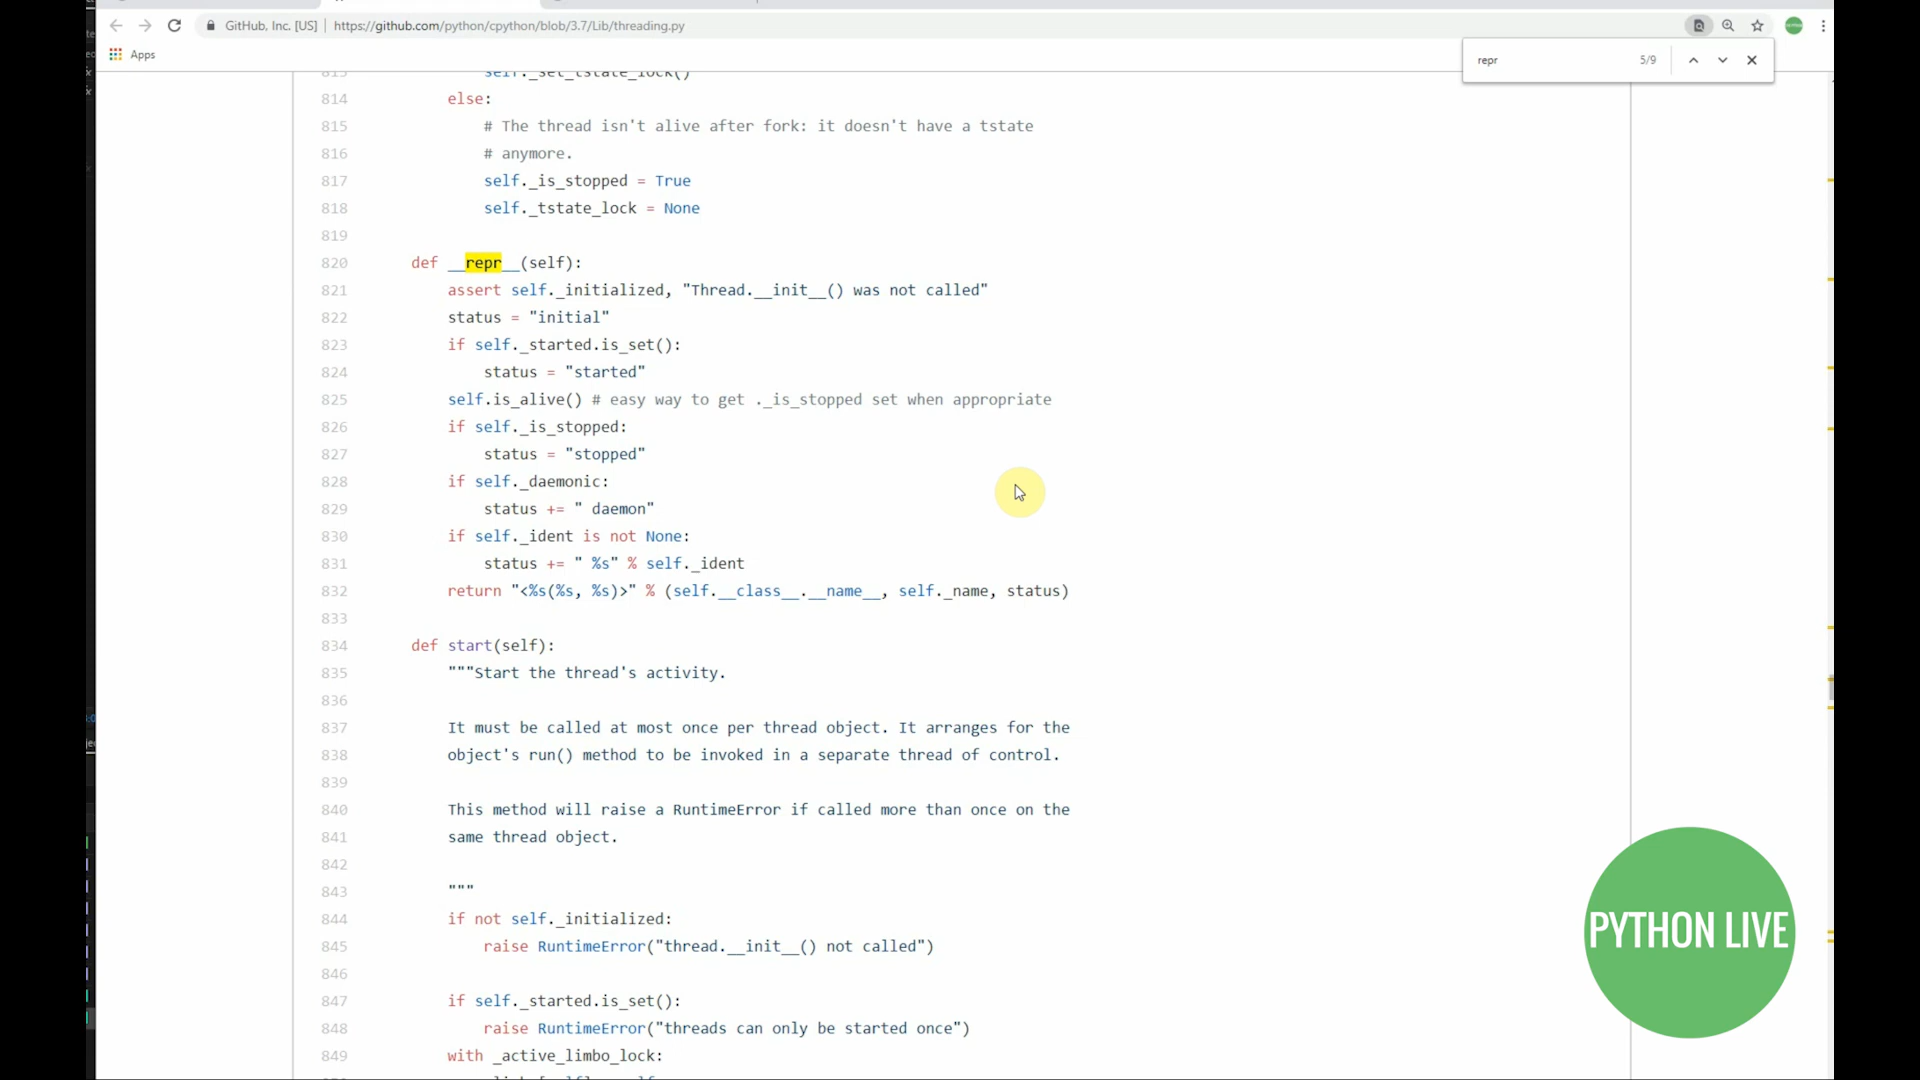 GitHub, Inc. [US] | https://github.com/python/cpython/blob/3.7/Lib/threading.py
Apps
repr 5/9
813 self._set_tstate_lock()
814 else:
815 # The thread isn't alive after fork: it doesn't have a tstate
816 # anymore.
817 self._is_stopped = True
818 self._tstate_lock = None
819
820 def __repr__(self):
821 assert self._initialized, "Thread.__init__() was not called"
822 status = "initial"
823 if self._started.is_set():
824 status = "started"
825 self.is_alive() # easy way to get ._is_stopped set when appropriate
826 if self._is_stopped:
827 status = "stopped"
828 if self._daemonic:
829 status += " daemon"
830 if self._ident is not None:
831 status += " %s" % self._ident
832 return "<%s(%s, %s)>" % (self.__class__.__name__, self._name, status)
833
834 def start(self):
835 """Start the thread's activity.
836
837 It must be called at most once per thread object. It arranges for the
838 object's run() method to be invoked in a separate thread of control.
839
840 This method will raise a RuntimeError if called more than once on the
841 same thread object.
842
843 """
844 if not self._initialized:
845 raise RuntimeError("thread.__init__() not called")
846
847 if self._started.is_set():
848 raise RuntimeError("threads can only be started once")
849 with _active_limbo_lock:
PYTHON LIVE